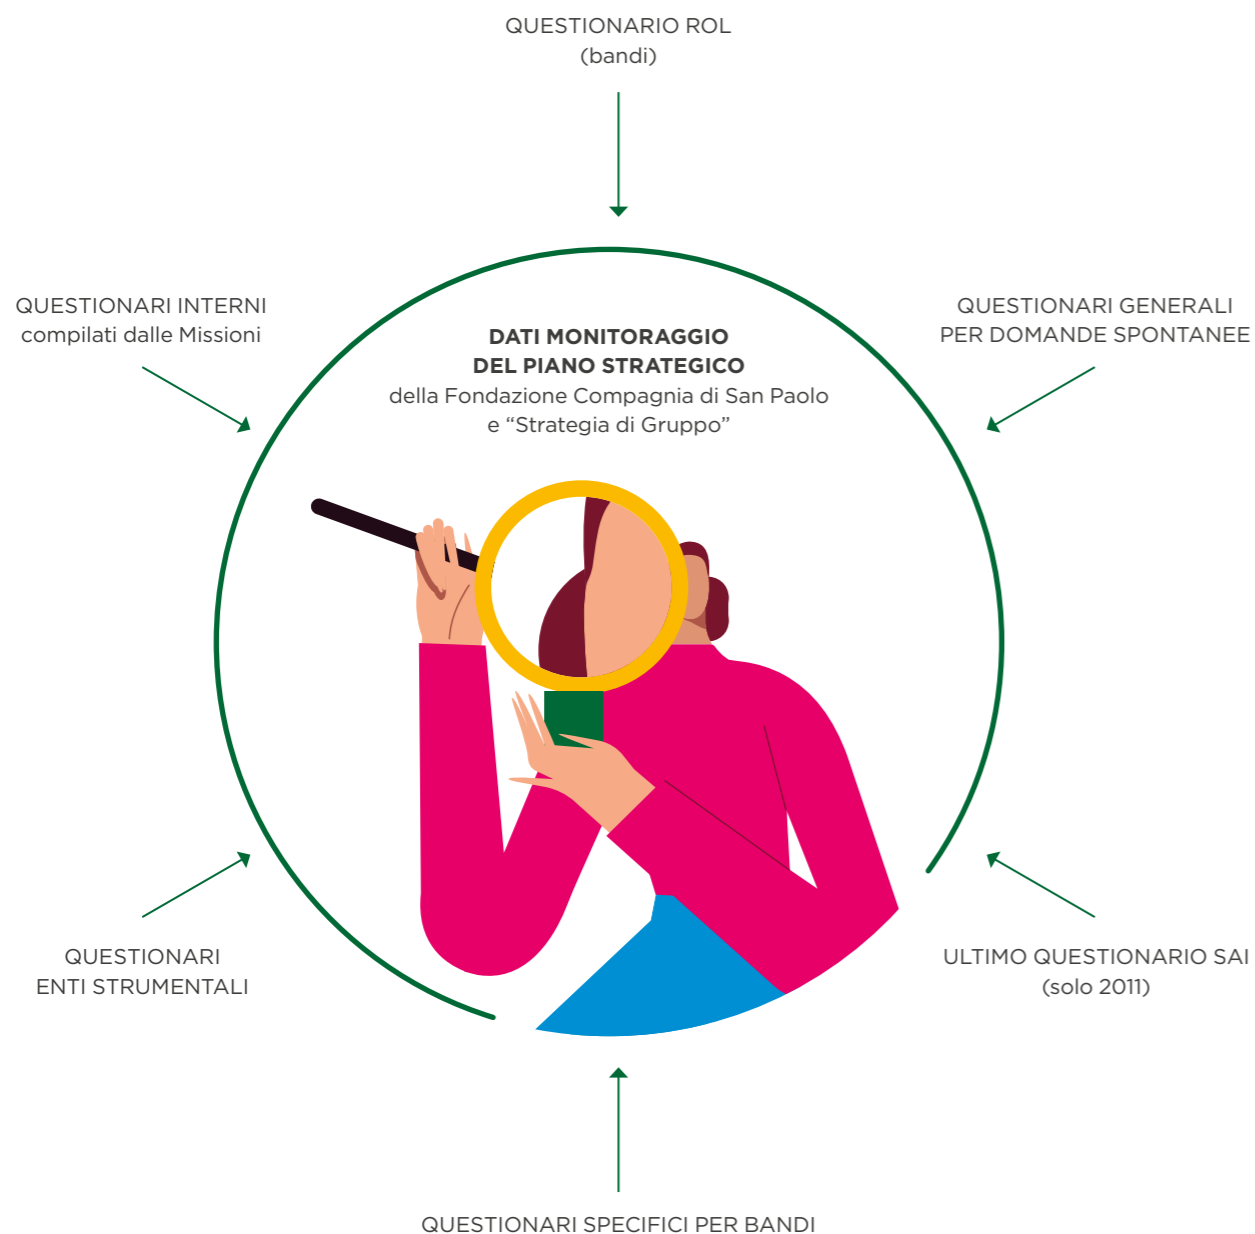 QUESTIONARIO ROL
(bandi)
QUESTIONARI INTERNI
compilati dalle Missioni
QUESTIONARI GENERALI
PER DOMANDE SPONTANEE
DATI MONITORAGGIO
DEL PIANO STRATEGICO
della Fondazione Compagnia di San Paolo
e “Strategia di Gruppo”
QUESTIONARI
ENTI STRUMENTALI
ULTIMO QUESTIONARIO SAI
(solo 2011)
QUESTIONARI SPECIFICI PER BANDI